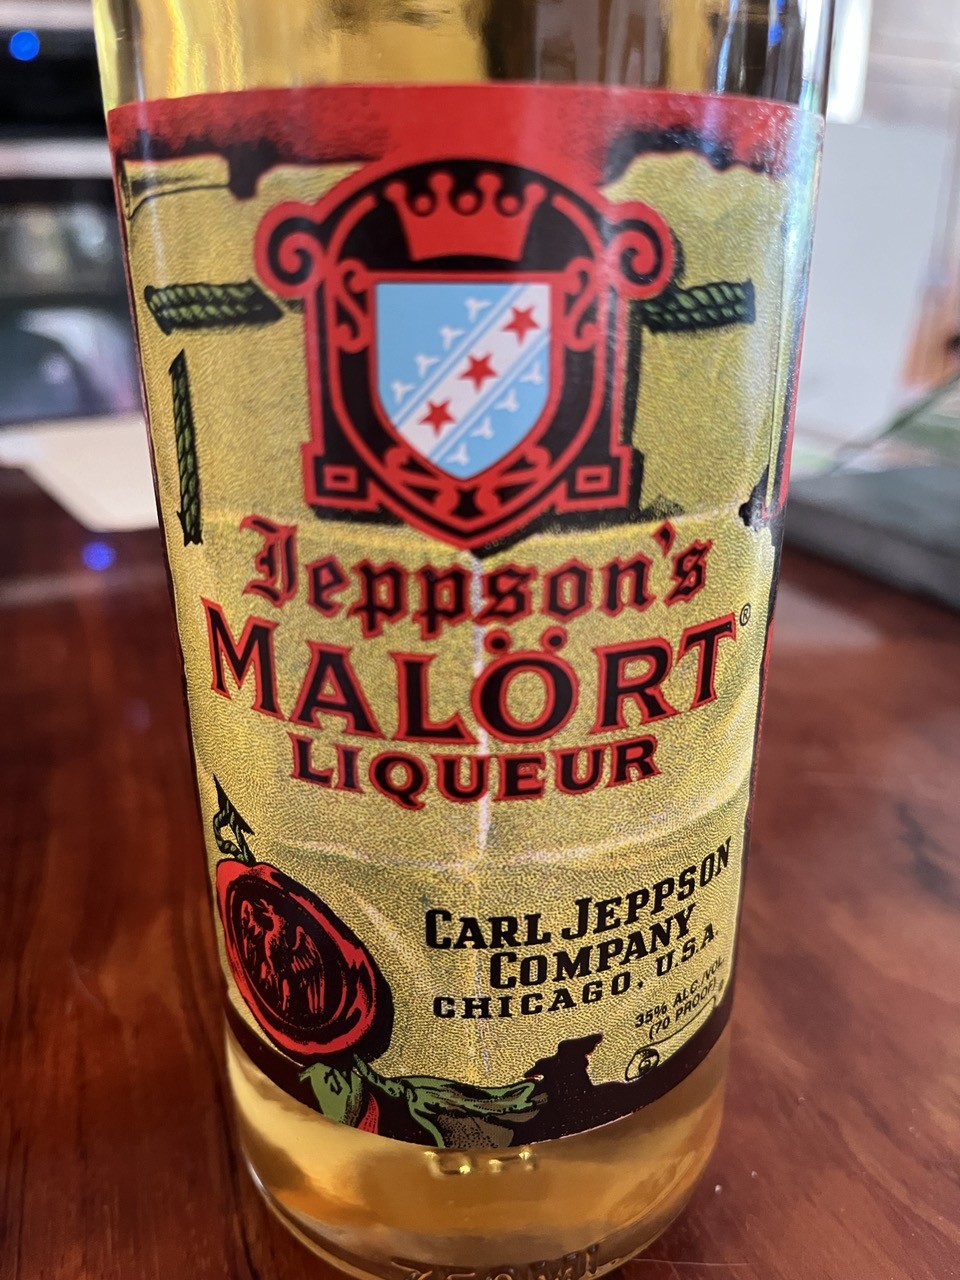 Jeppson's
MALÖRT®
LIQUEUR
CARL JEPPSON
COMPANY
CHICAGO, U.S.A.
35% ALC./VOL.
(70 PROOF)